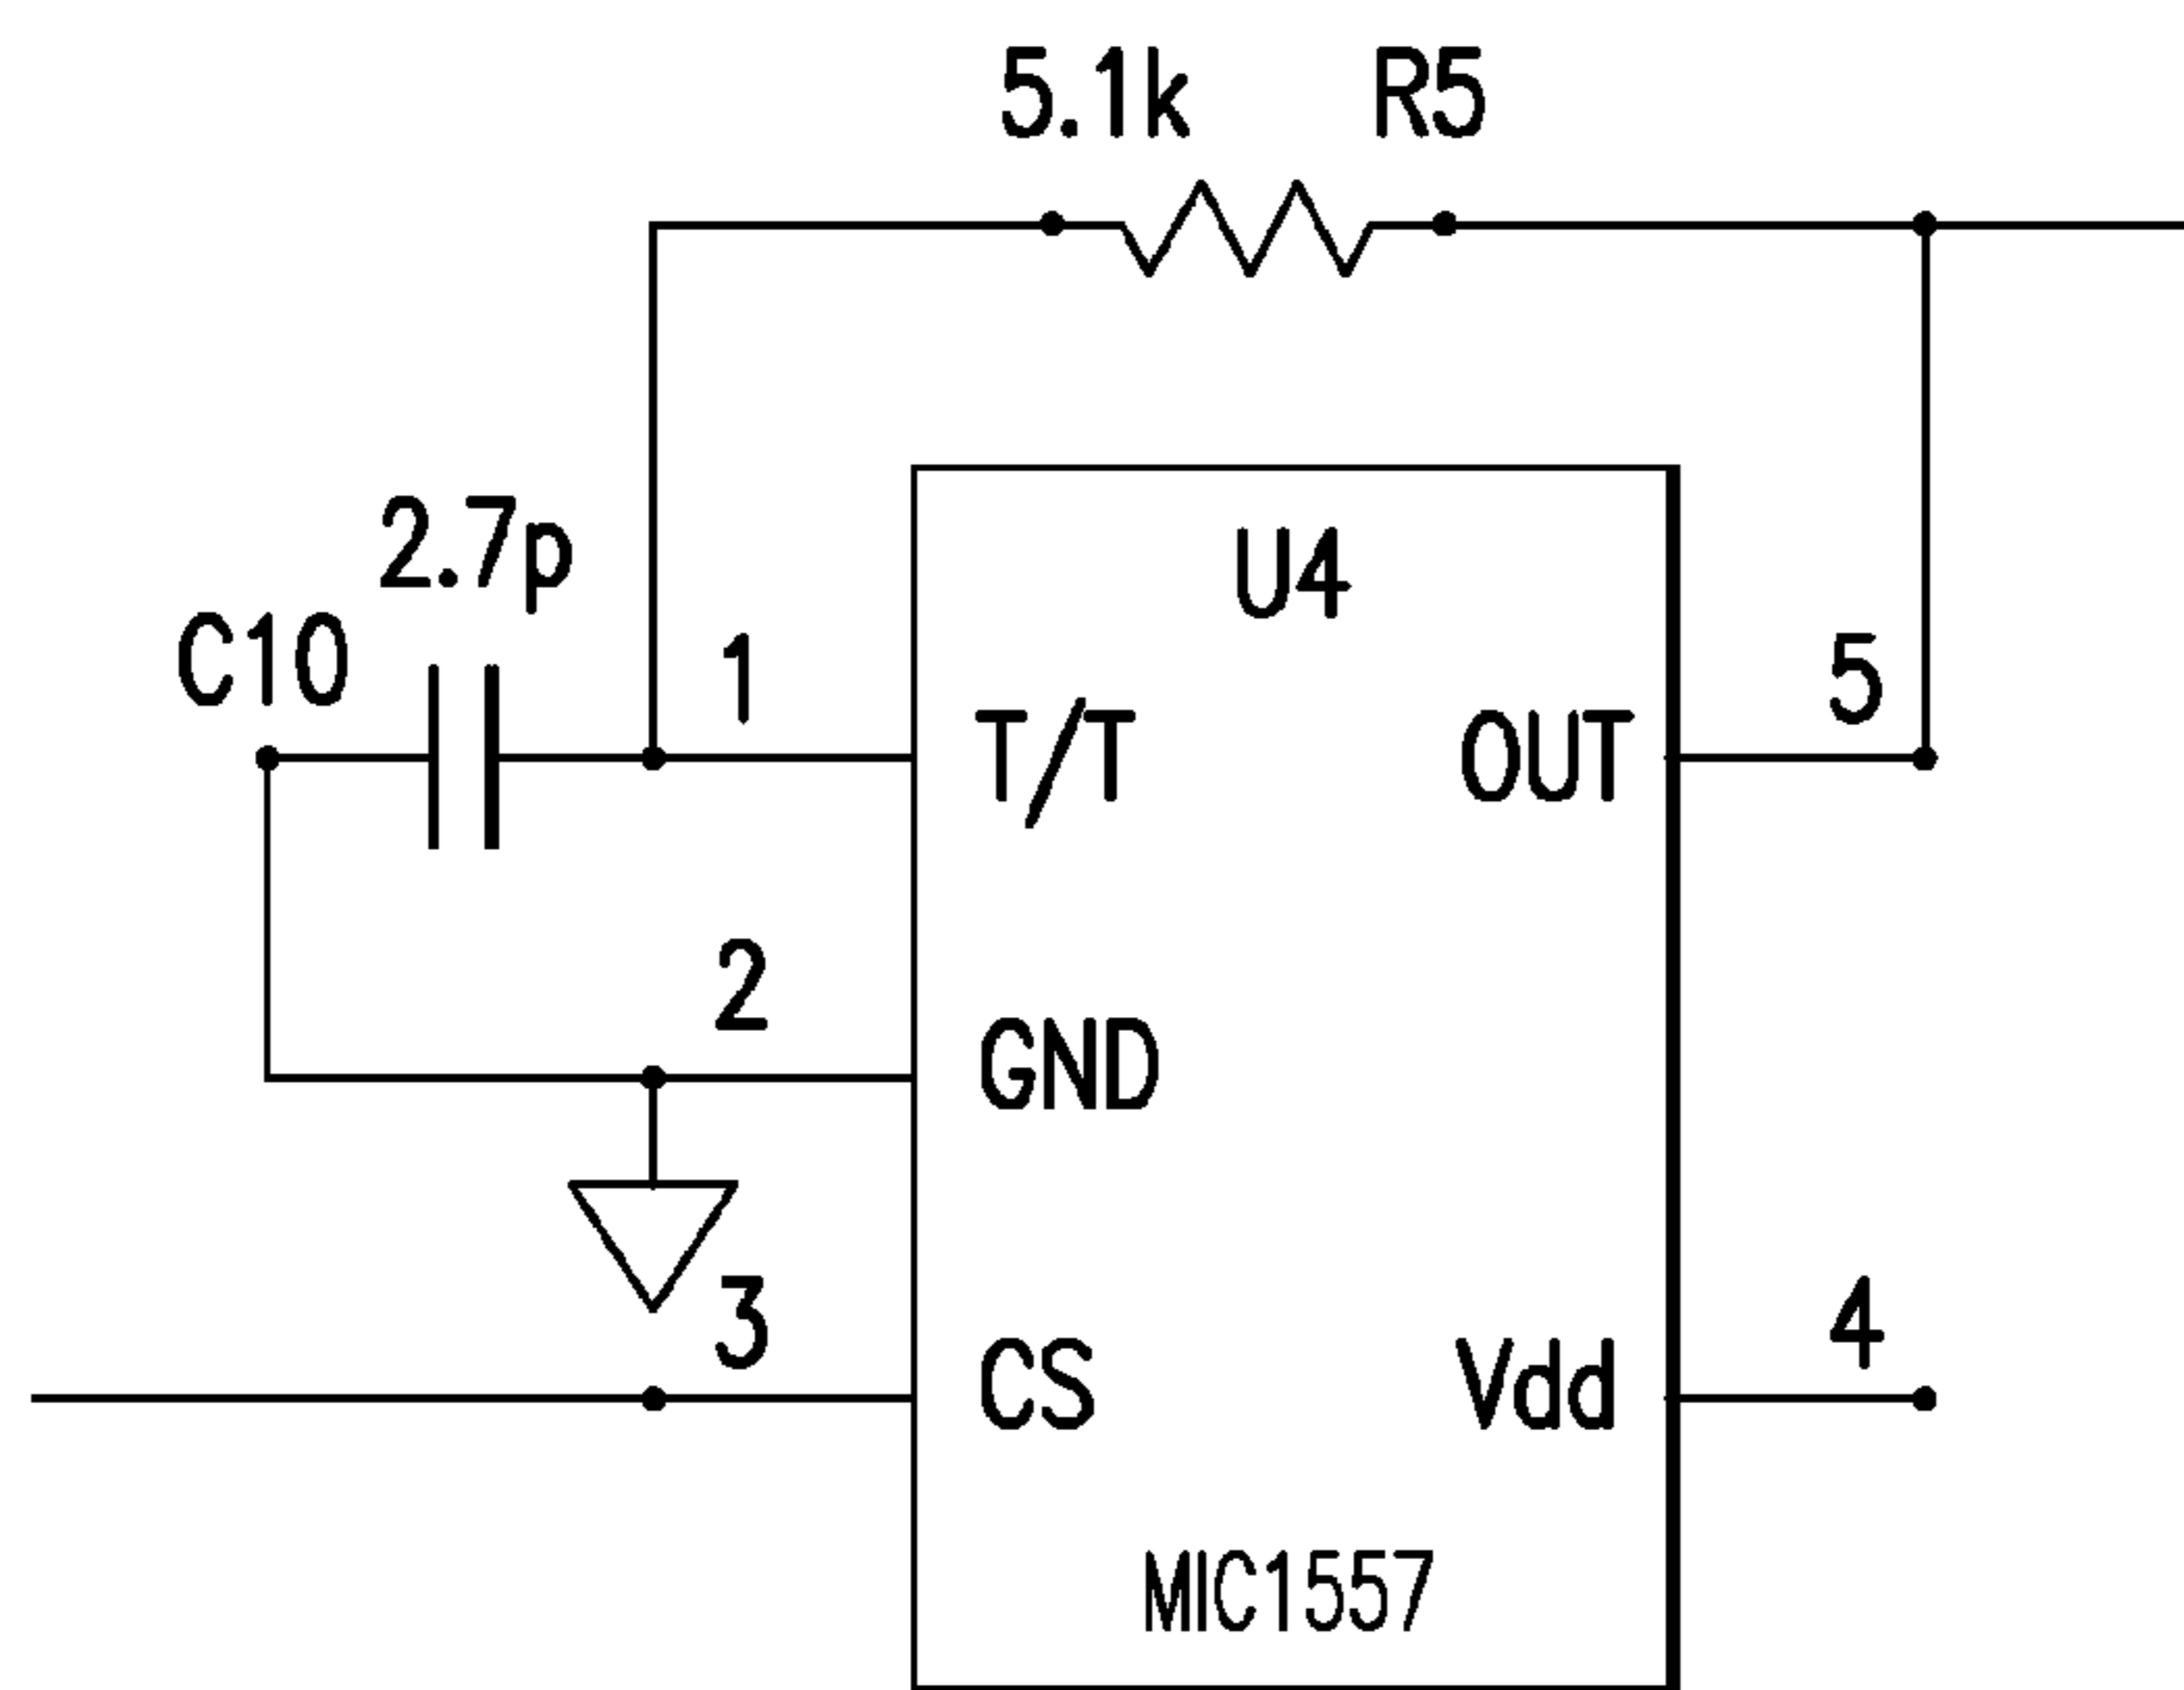 5.1k R5
2.7p
U4
C10
1
5
T/T OUT
2
GND
3
4
CS Vdd
MIC1557